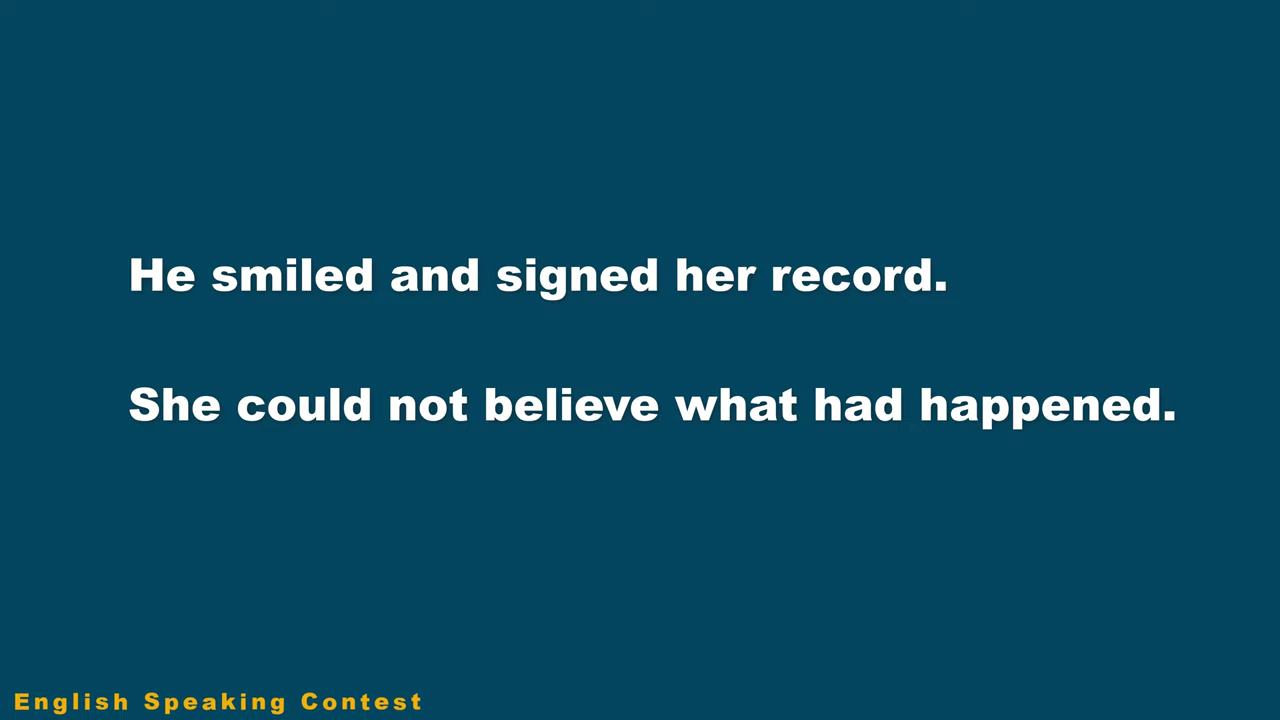 He smiled and signed her record.
She could not believe what had happened.
English Speaking Contest